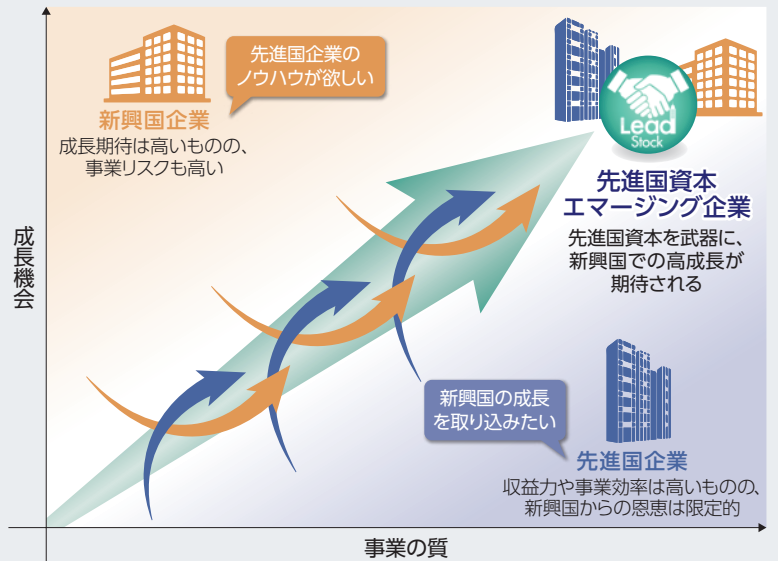 先進国企業の
ノウハウが欲しい
新興国企業
成長期待は高いものの、
事業リスクも高い
Lead
Stock
先進国資本
エマージング企業
先進国資本を武器に、
新興国での高成長が
期待される
成長機会
新興国の成長
を取り込みたい
先進国企業
収益力や事業効率は高いものの、
新興国からの恩恵は限定的
事業の質